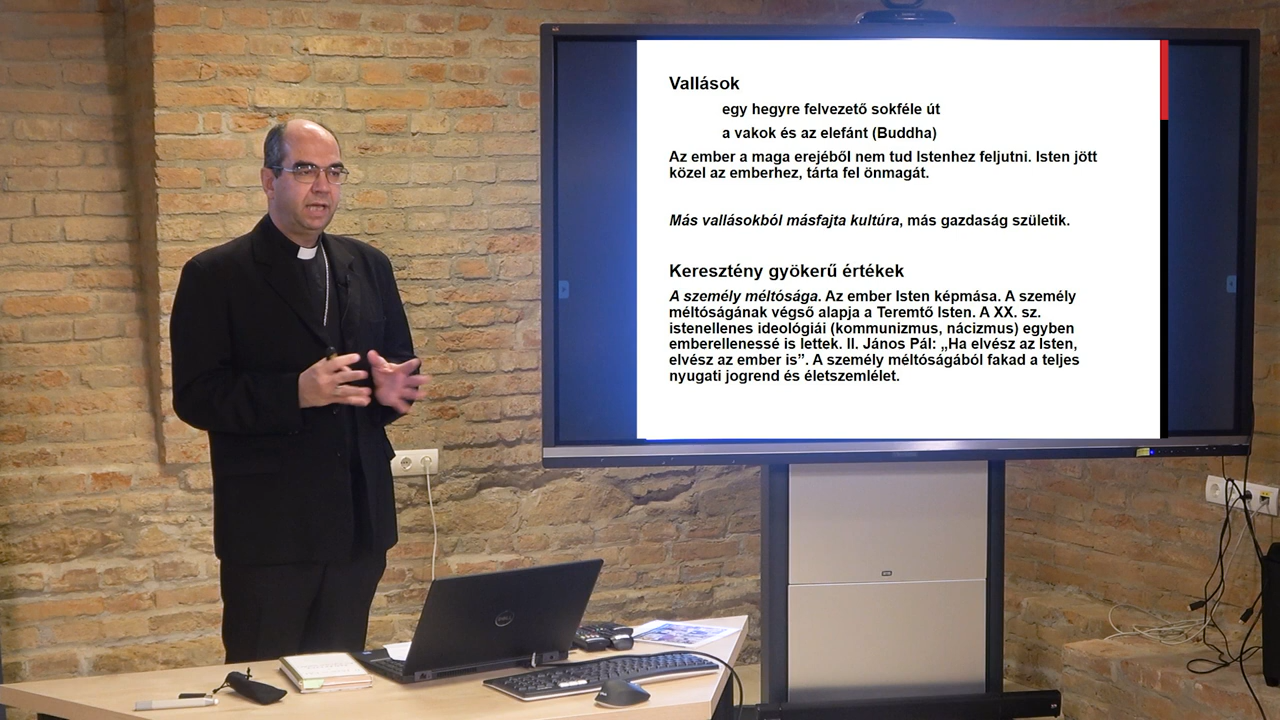 Vallások
egy hegyre felvezető sokféle út
a vakok és az elefánt (Buddha)
Az ember a maga erejéből nem tud Istenhez feljutni. Isten jött
közel az emberhez, tárta fel önmagát.
Más vallásokból másfajta kultúra, más gazdaság születik.
Keresztény gyökerű értékek
A személy méltósága. Az ember Isten képmása. A személy
méltóságának végső alapja a Teremtő Isten. A XX. sz.
istenellenes ideológiái (kommunizmus, nácizmus) egyben
emberellenessé is lettek. II. János Pál: „Ha elvész az Isten,
elvész az ember is”. A személy méltóságából fakad a teljes
nyugati jogrend és életszemlélet.
DELL